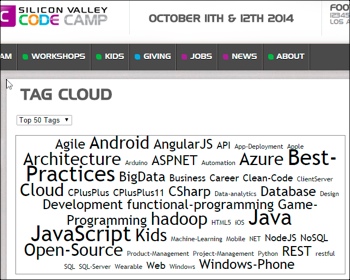 SILICON VALLEY
CODE CAMP
OCTOBER 11TH & 12TH 2014
WORKSHOPS KIDS GIVING JOBS NEWS ABOUT
TAG CLOUD
Top 50 Tags
Agile Android AngularJS API App-Deployment Apple
Architecture Arduino ASPNET Automation Azure Best-
Practices BigData Business Career Clean-Code ClientServer
Cloud CPlusPlus CPlusPlus11 CSharp Data-analytics Database Design
Development functional-programming Game-
Programming hadoop HTML5 iOS Java
JavaScript Kids Machine-Learning Mobile NET NodeJS NoSQL
Open-Source Product-Management Project-Management Python REST restful
SQL SQL-Server Wearable Web Windows Windows-Phone